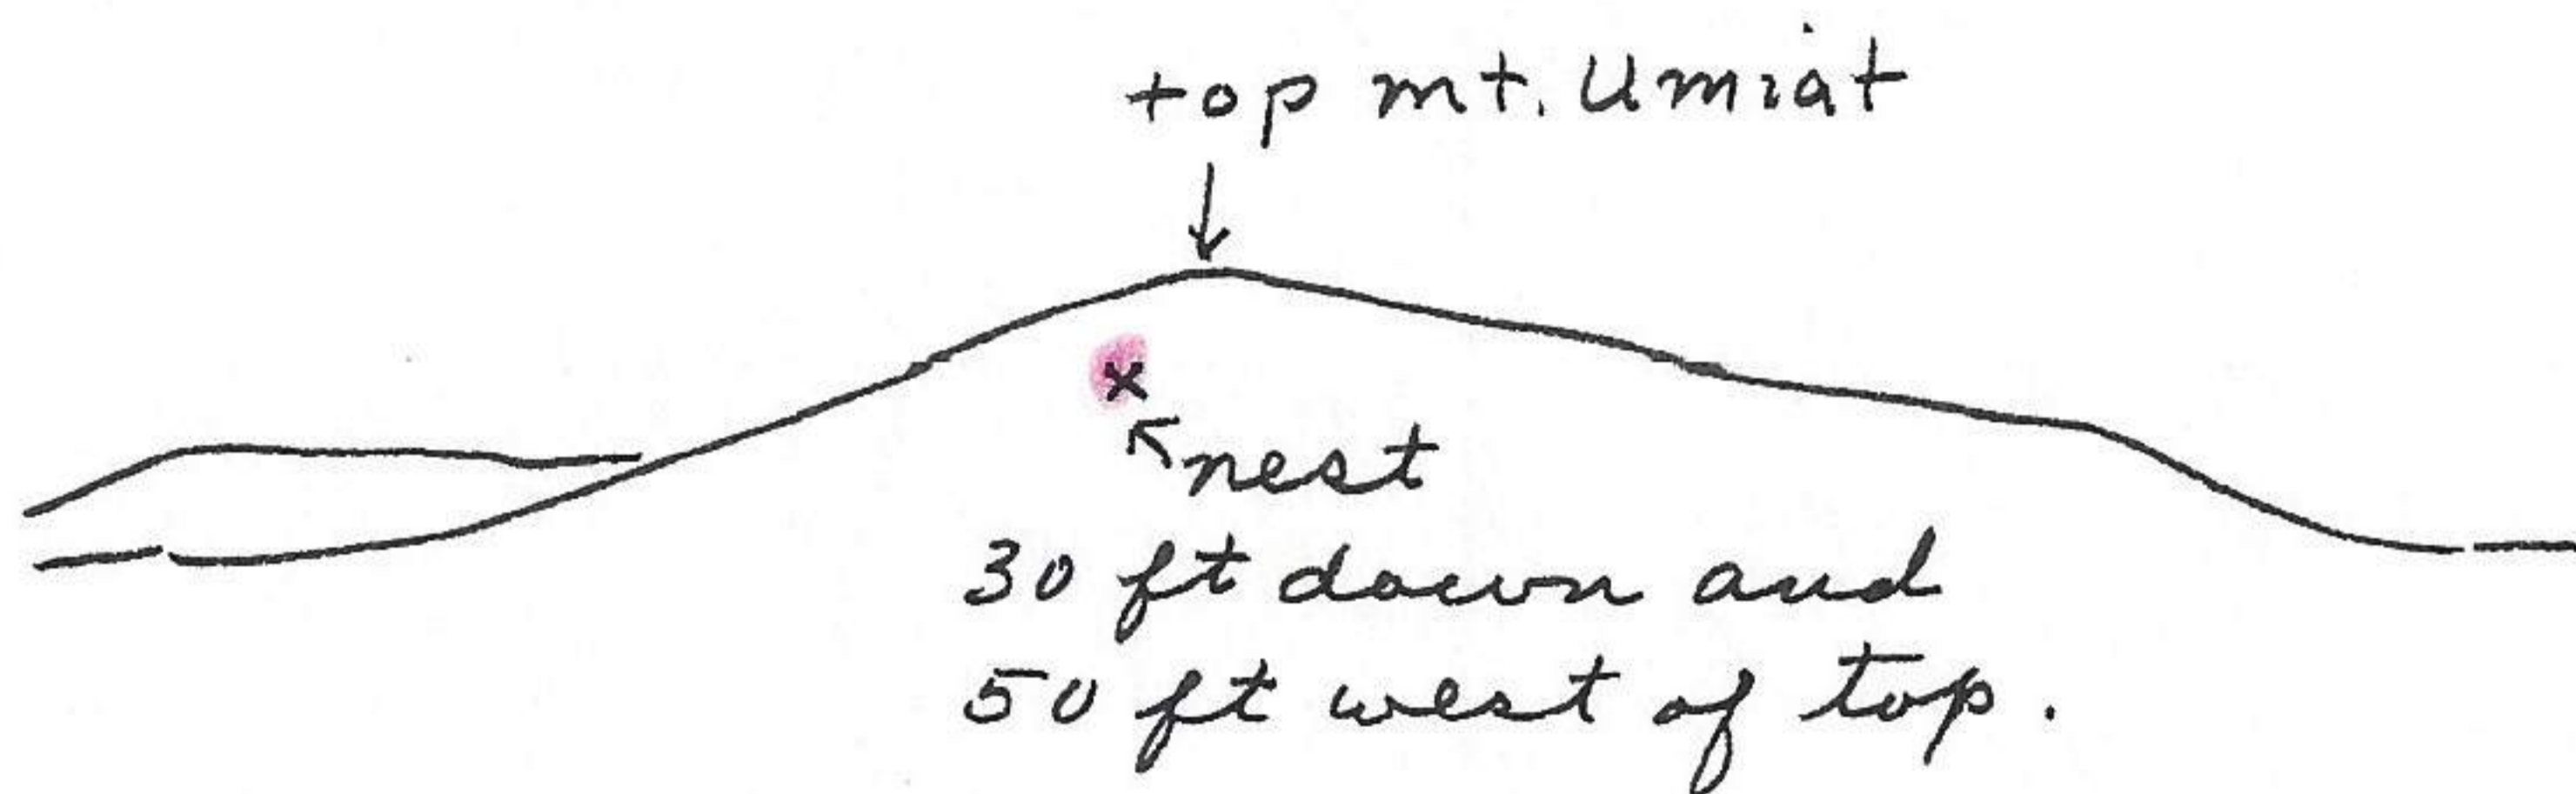 top mt. Umiat
nest
30 ft down and
50 ft west of top.